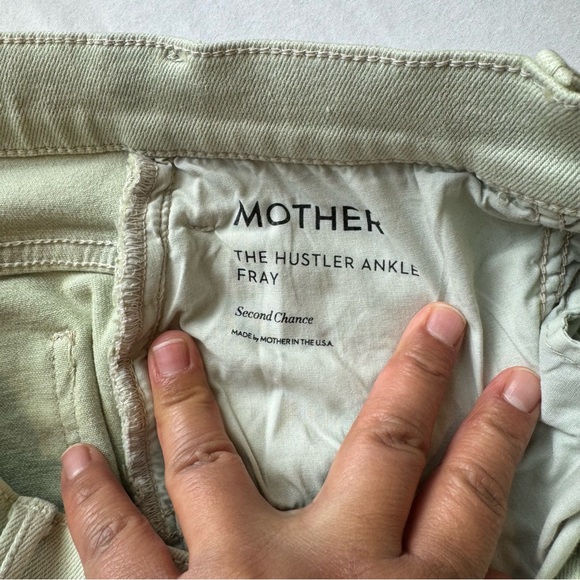 MOTHER
THE HUSTLER ANKLE
FRAY
Second Chance
MADE by MOTHER IN THE U.S.A.